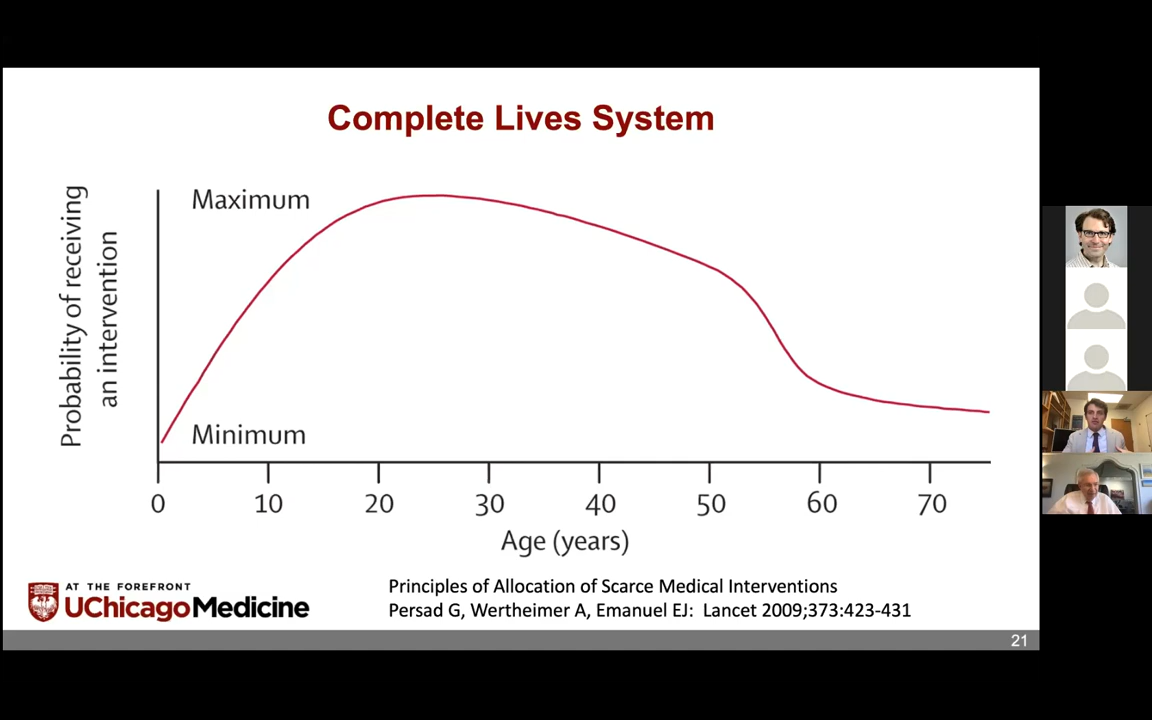 Complete Lives System
Probability of receiving
an intervention
Maximum
Minimum
0 10 20 30 40 50 60 70
Age (years)
AT THE FOREFRONT
UChicagoMedicine
Principles of Allocation of Scarce Medical Interventions
Persad G, Wertheimer A, Emanuel EJ: Lancet 2009;373:423-431
21